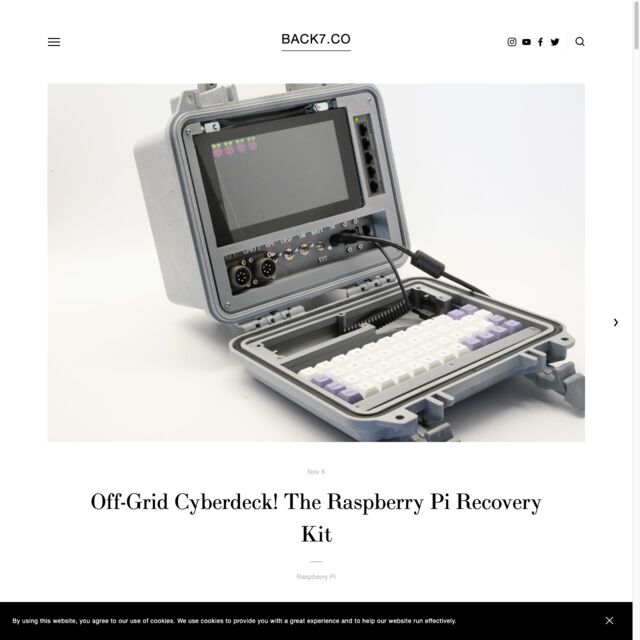 BACK7.CO
EXT
Nov 6
Off-Grid Cyberdeck! The Raspberry Pi Recovery
Kit
Raspberry Pi
By using this website, you agree to our use of cookies. We use cookies to provide you with a great experience and to help our website run effectively.